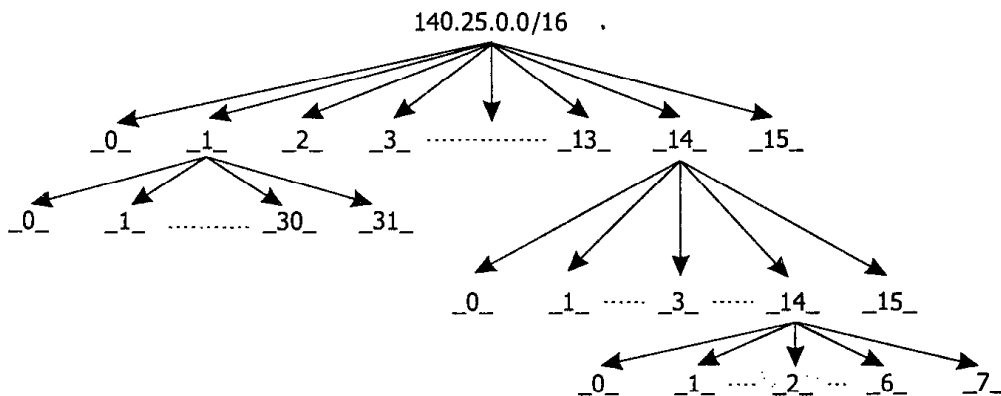 140.25.0.0/16
_0_ _1_ _2_ _3_ .................... _13_ _14_ _15_
_0_ _1_ .......... _30_ _31_
_0_ _1_ ...... _3_ ...... _14_ _15_
_0_ _1_ .... _2_ ... _6_ _7_